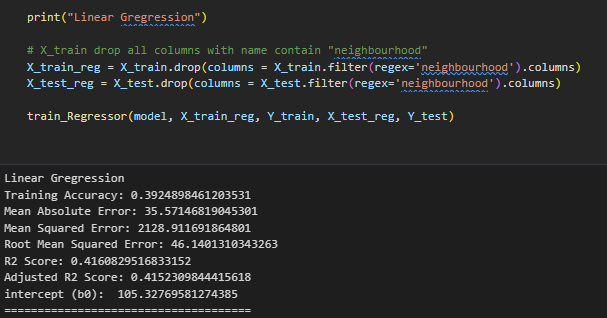 print("Linear Gregression")
# X_train drop all columns with name contain "neighbourhood"
X_train_reg = X_train.drop(columns = X_train.filter(regex='neighbourhood').columns)
X_test_reg = X_test.drop(columns = X_test.filter(regex='neighbourhood').columns)
train_Regressor(model, X_train_reg, Y_train, X_test_reg, Y_test)
Linear Gregression
Training Accuracy: 0.3924898461203531
Mean Absolute Error: 35.57146819045301
Mean Squared Error: 2128.911691864801
Root Mean Squared Error: 46.1401310343263
R2 Score: 0.4160829516833152
Adjusted R2 Score: 0.4152309844415618
intercept (b0):  105.32769581274385
=====================================